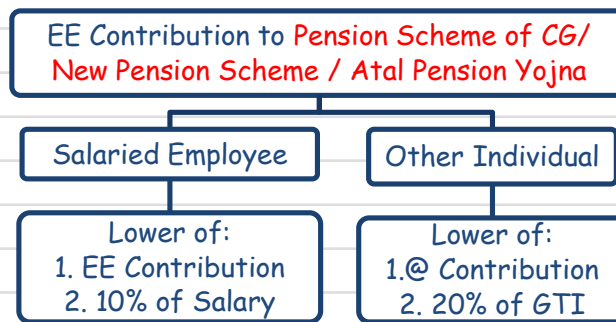 EE Contribution to Pension Scheme of CG/
New Pension Scheme / Atal Pension Yojna
Salaried Employee
Other Individual
Lower of:
1. EE Contribution
2. 10% of Salary
Lower of:
1.@ Contribution
2. 20% of GTI